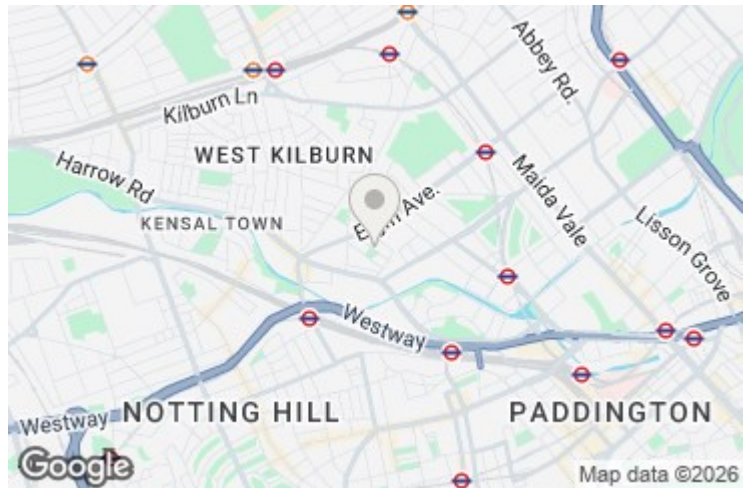 Abbey Rd.
Kilburn Ln
WEST KILBURN
Harrow Rd
Maida Vale
Ave.
KENSAL TOWN
Lisson Grove
Westway
Westway
NOTTING HILL
PADDINGTON
Google
Map data ©2026